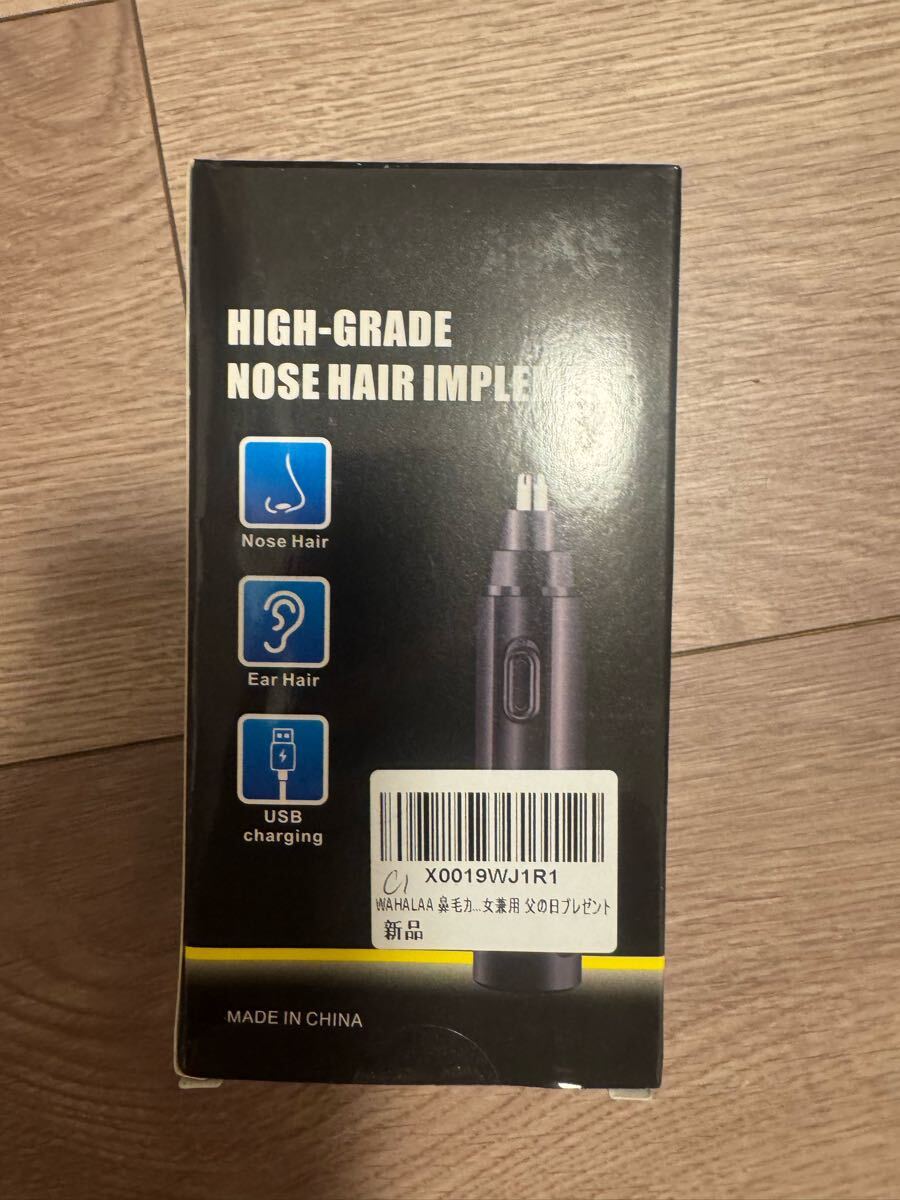 HIGH-GRADE
NOSE HAIR IMPLEMENT
Nose Hair
Ear Hair
USB
charging
X0019WJ1R1
C1
WAHALAA 鼻毛カ...女兼用 父の日プレゼント
新品
MADE IN CHINA